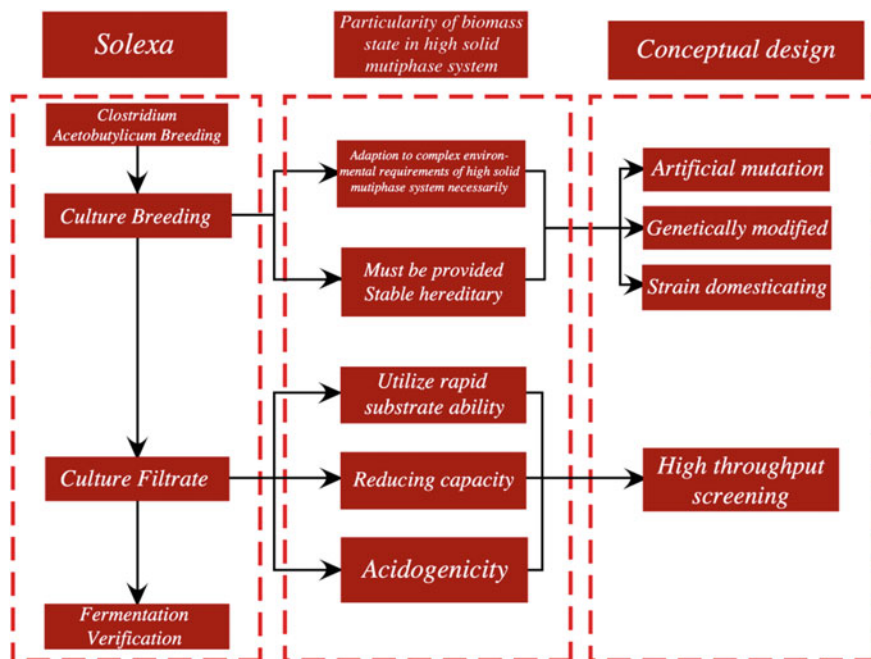 Solexa
Particularity of biomass
state in high solid
mutiphase system
Conceptual design
Clostridium
Acetobutylicum Breeding
Culture Breeding
Culture Filtrate
Fermentation
Verification
Adaption to complex environ-
mental requirements of high solid
mutiphase system necessarily
Must be provided
Stable hereditary
Utilize rapid
substrate ability
Reducing capacity
Acidogenicity
Artificial mutation
Genetically modified
Strain domesticating
High throughput
screening